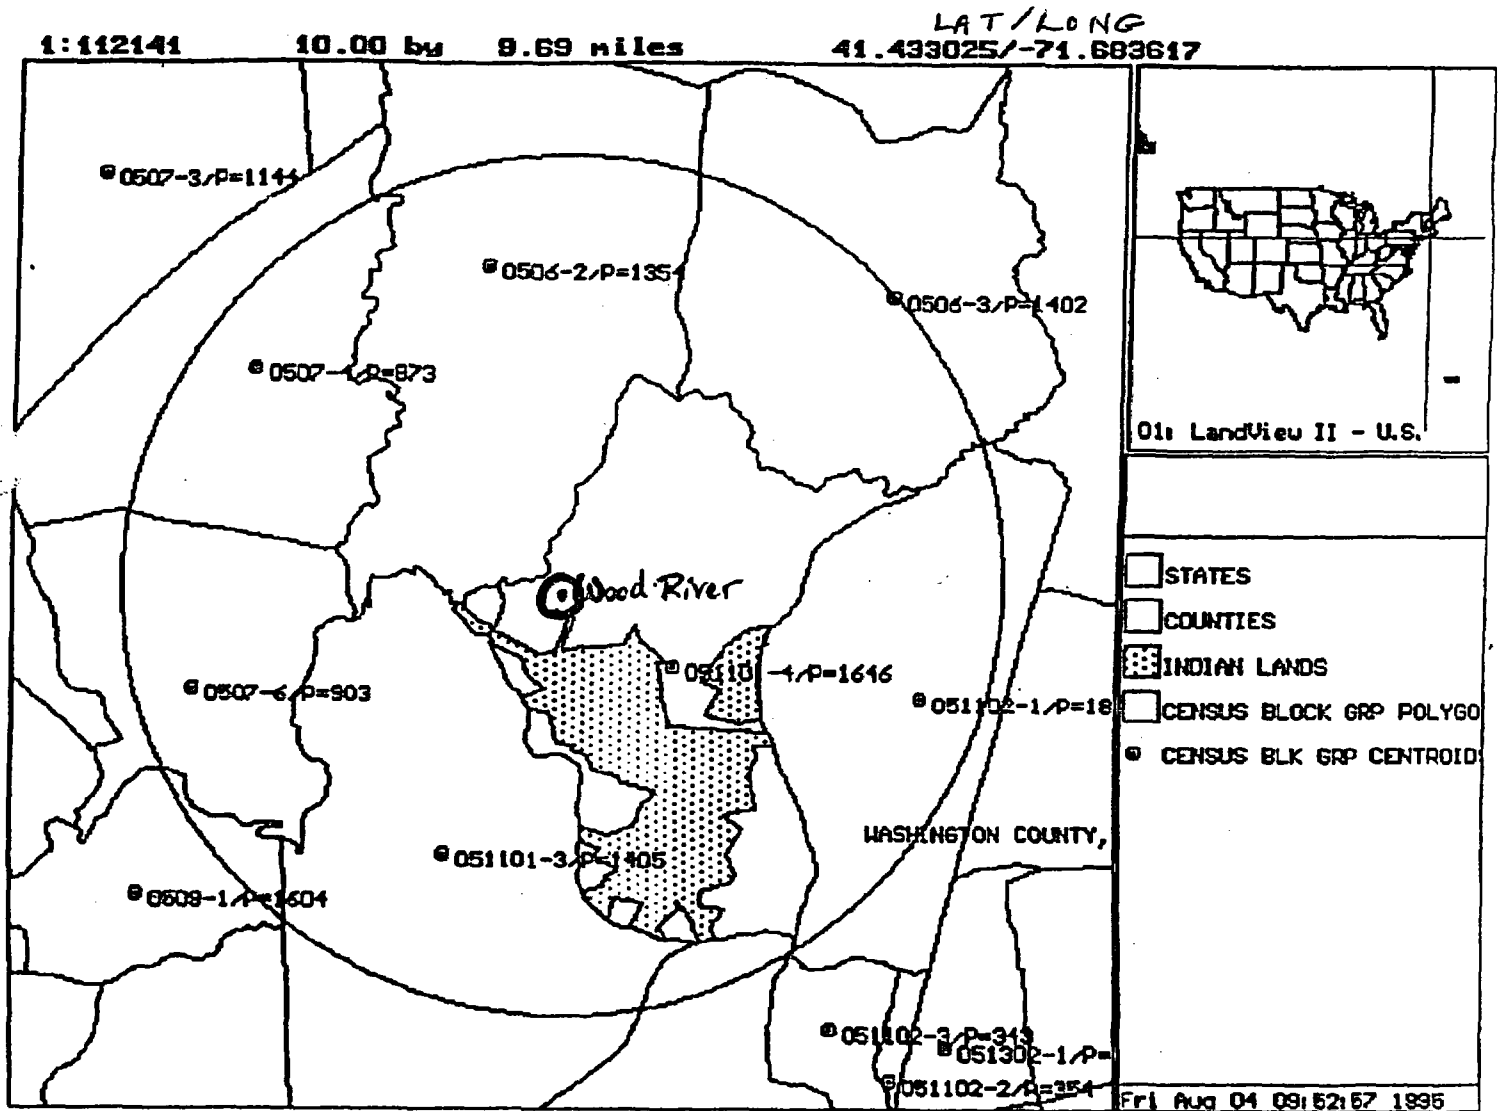 LAT/LONG
1:112141 10.00 by 9.69 miles 41.433025/-71.683617
0507-3/P=1144
0506-2/P=1354
0506-3/P=1402
0507-4/P=873
01: LandView II - U.S.
STATES
Wood River
COUNTIES
INDIAN LANDS
051101-4/P=1646
0507-6/P=903
051102-1/P=18
CENSUS BLOCK GRP POLYGO
CENSUS BLK GRP CENTROID
WASHINGTON COUNTY,
051101-3/P=1405
0509-1/P=1604
051102-3/P=343
051302-1/P=
051102-2/P=354
Fri Aug 04 09:52:57 1995